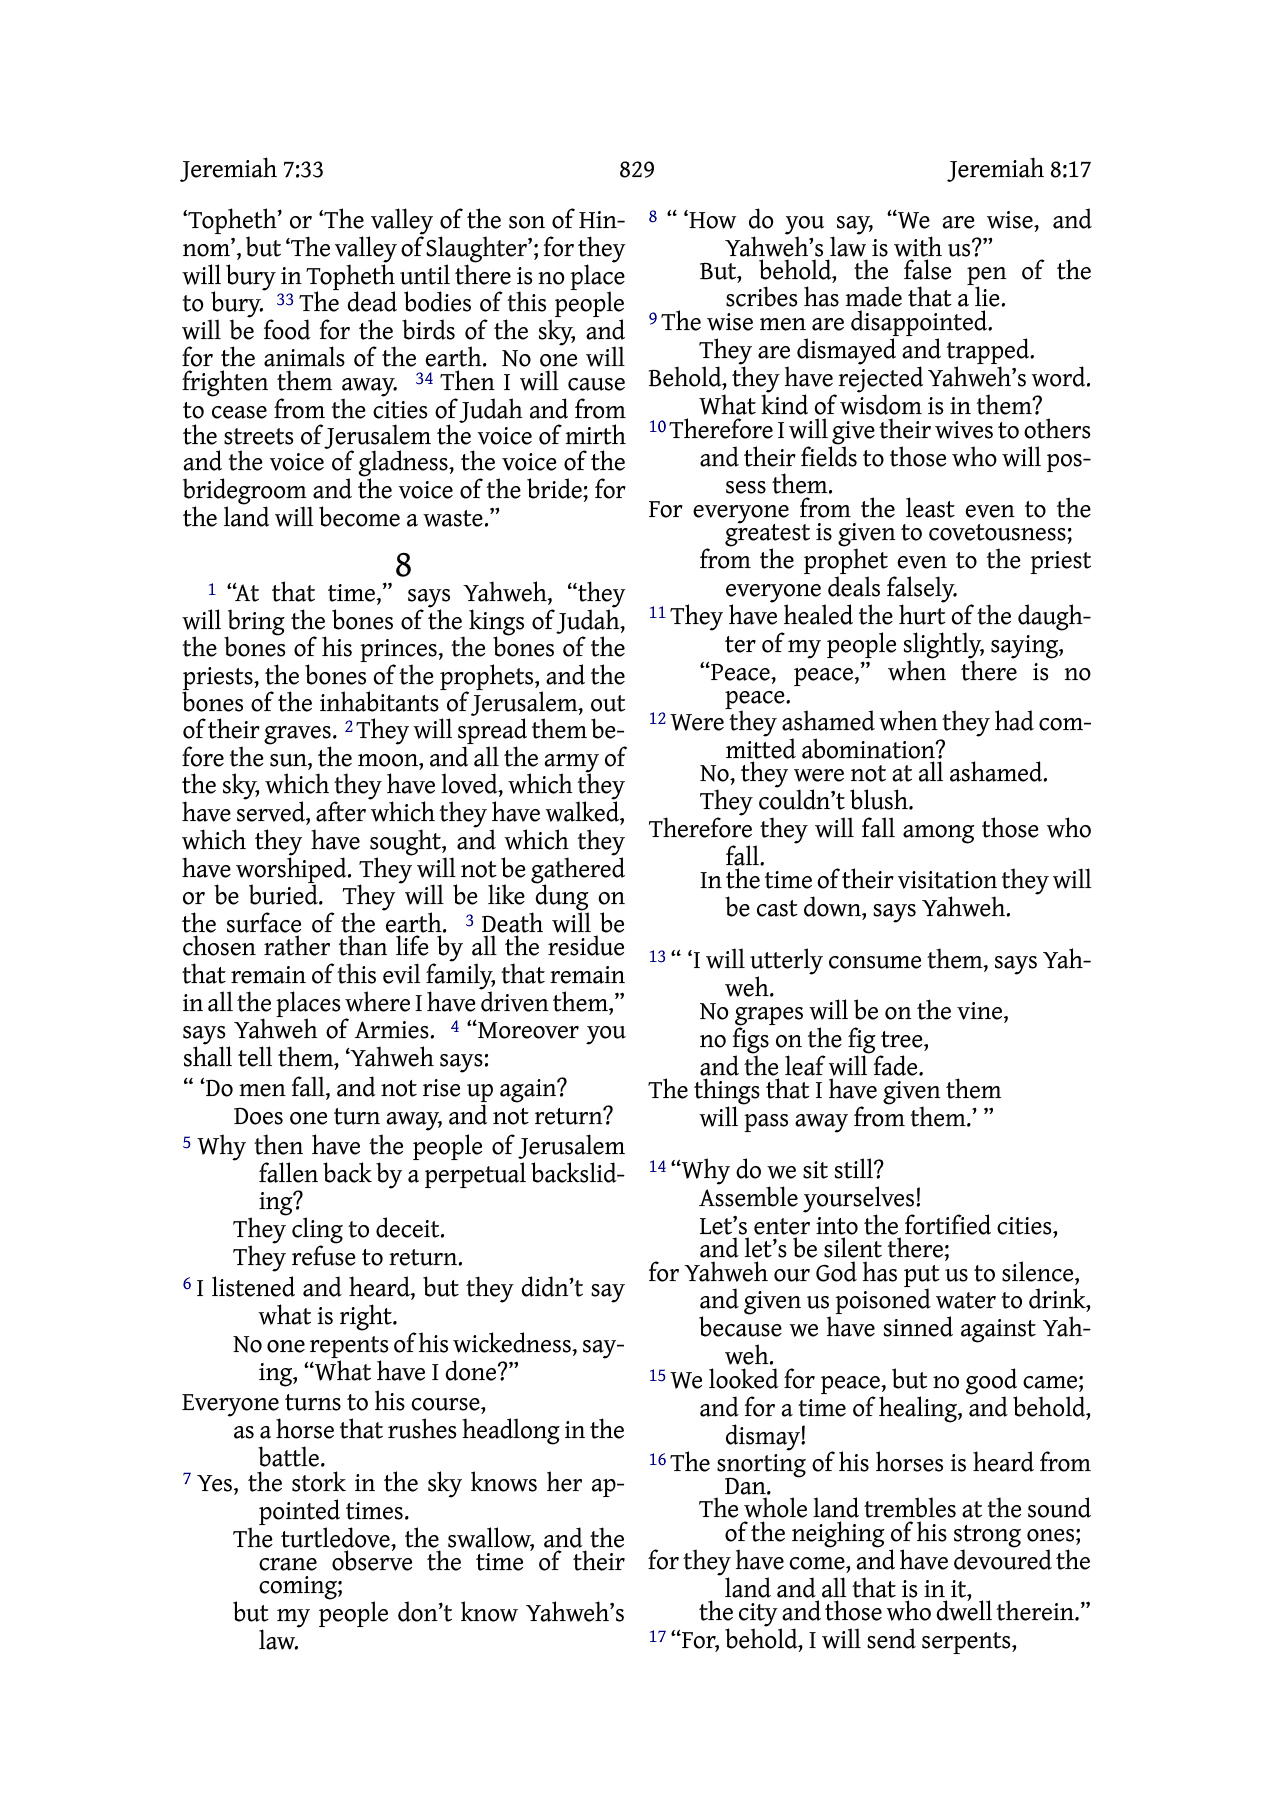 Jeremiah 7:33 829 Jeremiah 8:17
‘Topheth’ or ‘The valley of the son of Hin-
nom’, but ‘The valley of Slaughter’; for they
will bury in Topheth until there is no place
to bury. 33 The dead bodies of this people
will be food for the birds of the sky, and
for the animals of the earth. No one will
frighten them away. 34 Then I will cause
to cease from the cities of Judah and from
the streets of Jerusalem the voice of mirth
and the voice of gladness, the voice of the
bridegroom and the voice of the bride; for
the land will become a waste.”
8
1 “At that time,” says Yahweh, “they
will bring the bones of the kings of Judah,
the bones of his princes, the bones of the
priests, the bones of the prophets, and the
bones of the inhabitants of Jerusalem, out
of their graves. 2 They will spread them be-
fore the sun, the moon, and all the army of
the sky, which they have loved, which they
have served, after which they have walked,
which they have sought, and which they
have worshiped. They will not be gathered
or be buried. They will be like dung on
the surface of the earth. 3 Death will be
chosen rather than life by all the residue
that remain of this evil family, that remain
in all the places where I have driven them,”
says Yahweh of Armies. 4 “Moreover you
shall tell them, ‘Yahweh says:
“ ‘Do men fall, and not rise up again?
Does one turn away, and not return?
5 Why then have the people of Jerusalem
fallen back by a perpetual backslid-
ing?
They cling to deceit.
They refuse to return.
6 I listened and heard, but they didn’t say
what is right.
No one repents of his wickedness, say-
ing, “What have I done?”
Everyone turns to his course,
as a horse that rushes headlong in the
battle.
7 Yes, the stork in the sky knows her ap-
pointed times.
The turtledove, the swallow, and the
crane observe the time of their
coming;
but my people don’t know Yahweh’s
law.
8 “ ‘How do you say, “We are wise, and
Yahweh’s law is with us?”
But, behold, the false pen of the
scribes has made that a lie.
9 The wise men are disappointed.
They are dismayed and trapped.
Behold, they have rejected Yahweh’s word.
What kind of wisdom is in them?
10 Therefore I will give their wives to others
and their fields to those who will pos-
sess them.
For everyone from the least even to the
greatest is given to covetousness;
from the prophet even to the priest
everyone deals falsely.
11 They have healed the hurt of the daugh-
ter of my people slightly, saying,
“Peace, peace,” when there is no
peace.
12 Were they ashamed when they had com-
mitted abomination?
No, they were not at all ashamed.
They couldn’t blush.
Therefore they will fall among those who
fall.
In the time of their visitation they will
be cast down, says Yahweh.
13 “ ‘I will utterly consume them, says Yah-
weh.
No grapes will be on the vine,
no figs on the fig tree,
and the leaf will fade.
The things that I have given them
will pass away from them.’ ”
14 “Why do we sit still?
Assemble yourselves!
Let’s enter into the fortified cities,
and let’s be silent there;
for Yahweh our God has put us to silence,
and given us poisoned water to drink,
because we have sinned against Yah-
weh.
15 We looked for peace, but no good came;
and for a time of healing, and behold,
dismay!
16 The snorting of his horses is heard from
Dan.
The whole land trembles at the sound
of the neighing of his strong ones;
for they have come, and have devoured the
land and all that is in it,
the city and those who dwell therein.”
17 “For, behold, I will send serpents,